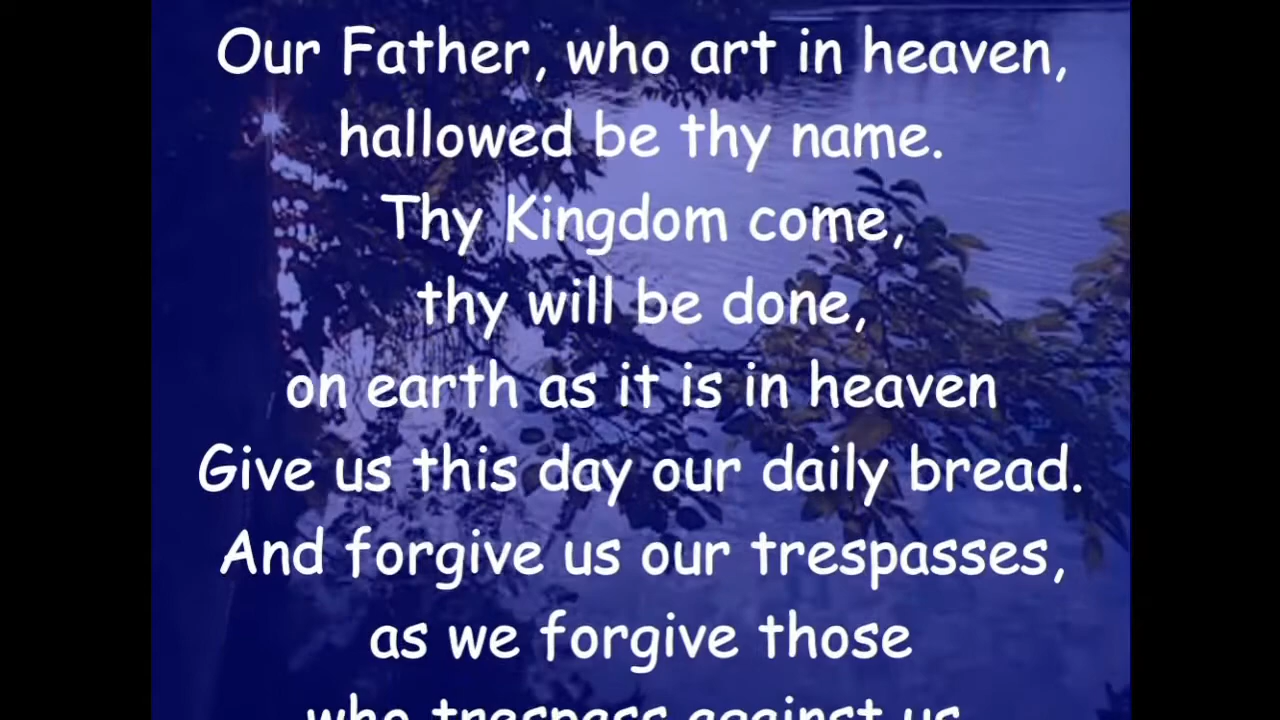 Our Father, who art in heaven,
hallowed be thy name.
Thy Kingdom come,
thy will be done,
on earth as it is in heaven
Give us this day our daily bread.
And forgive us our trespasses,
as we forgive those
who trespass against us